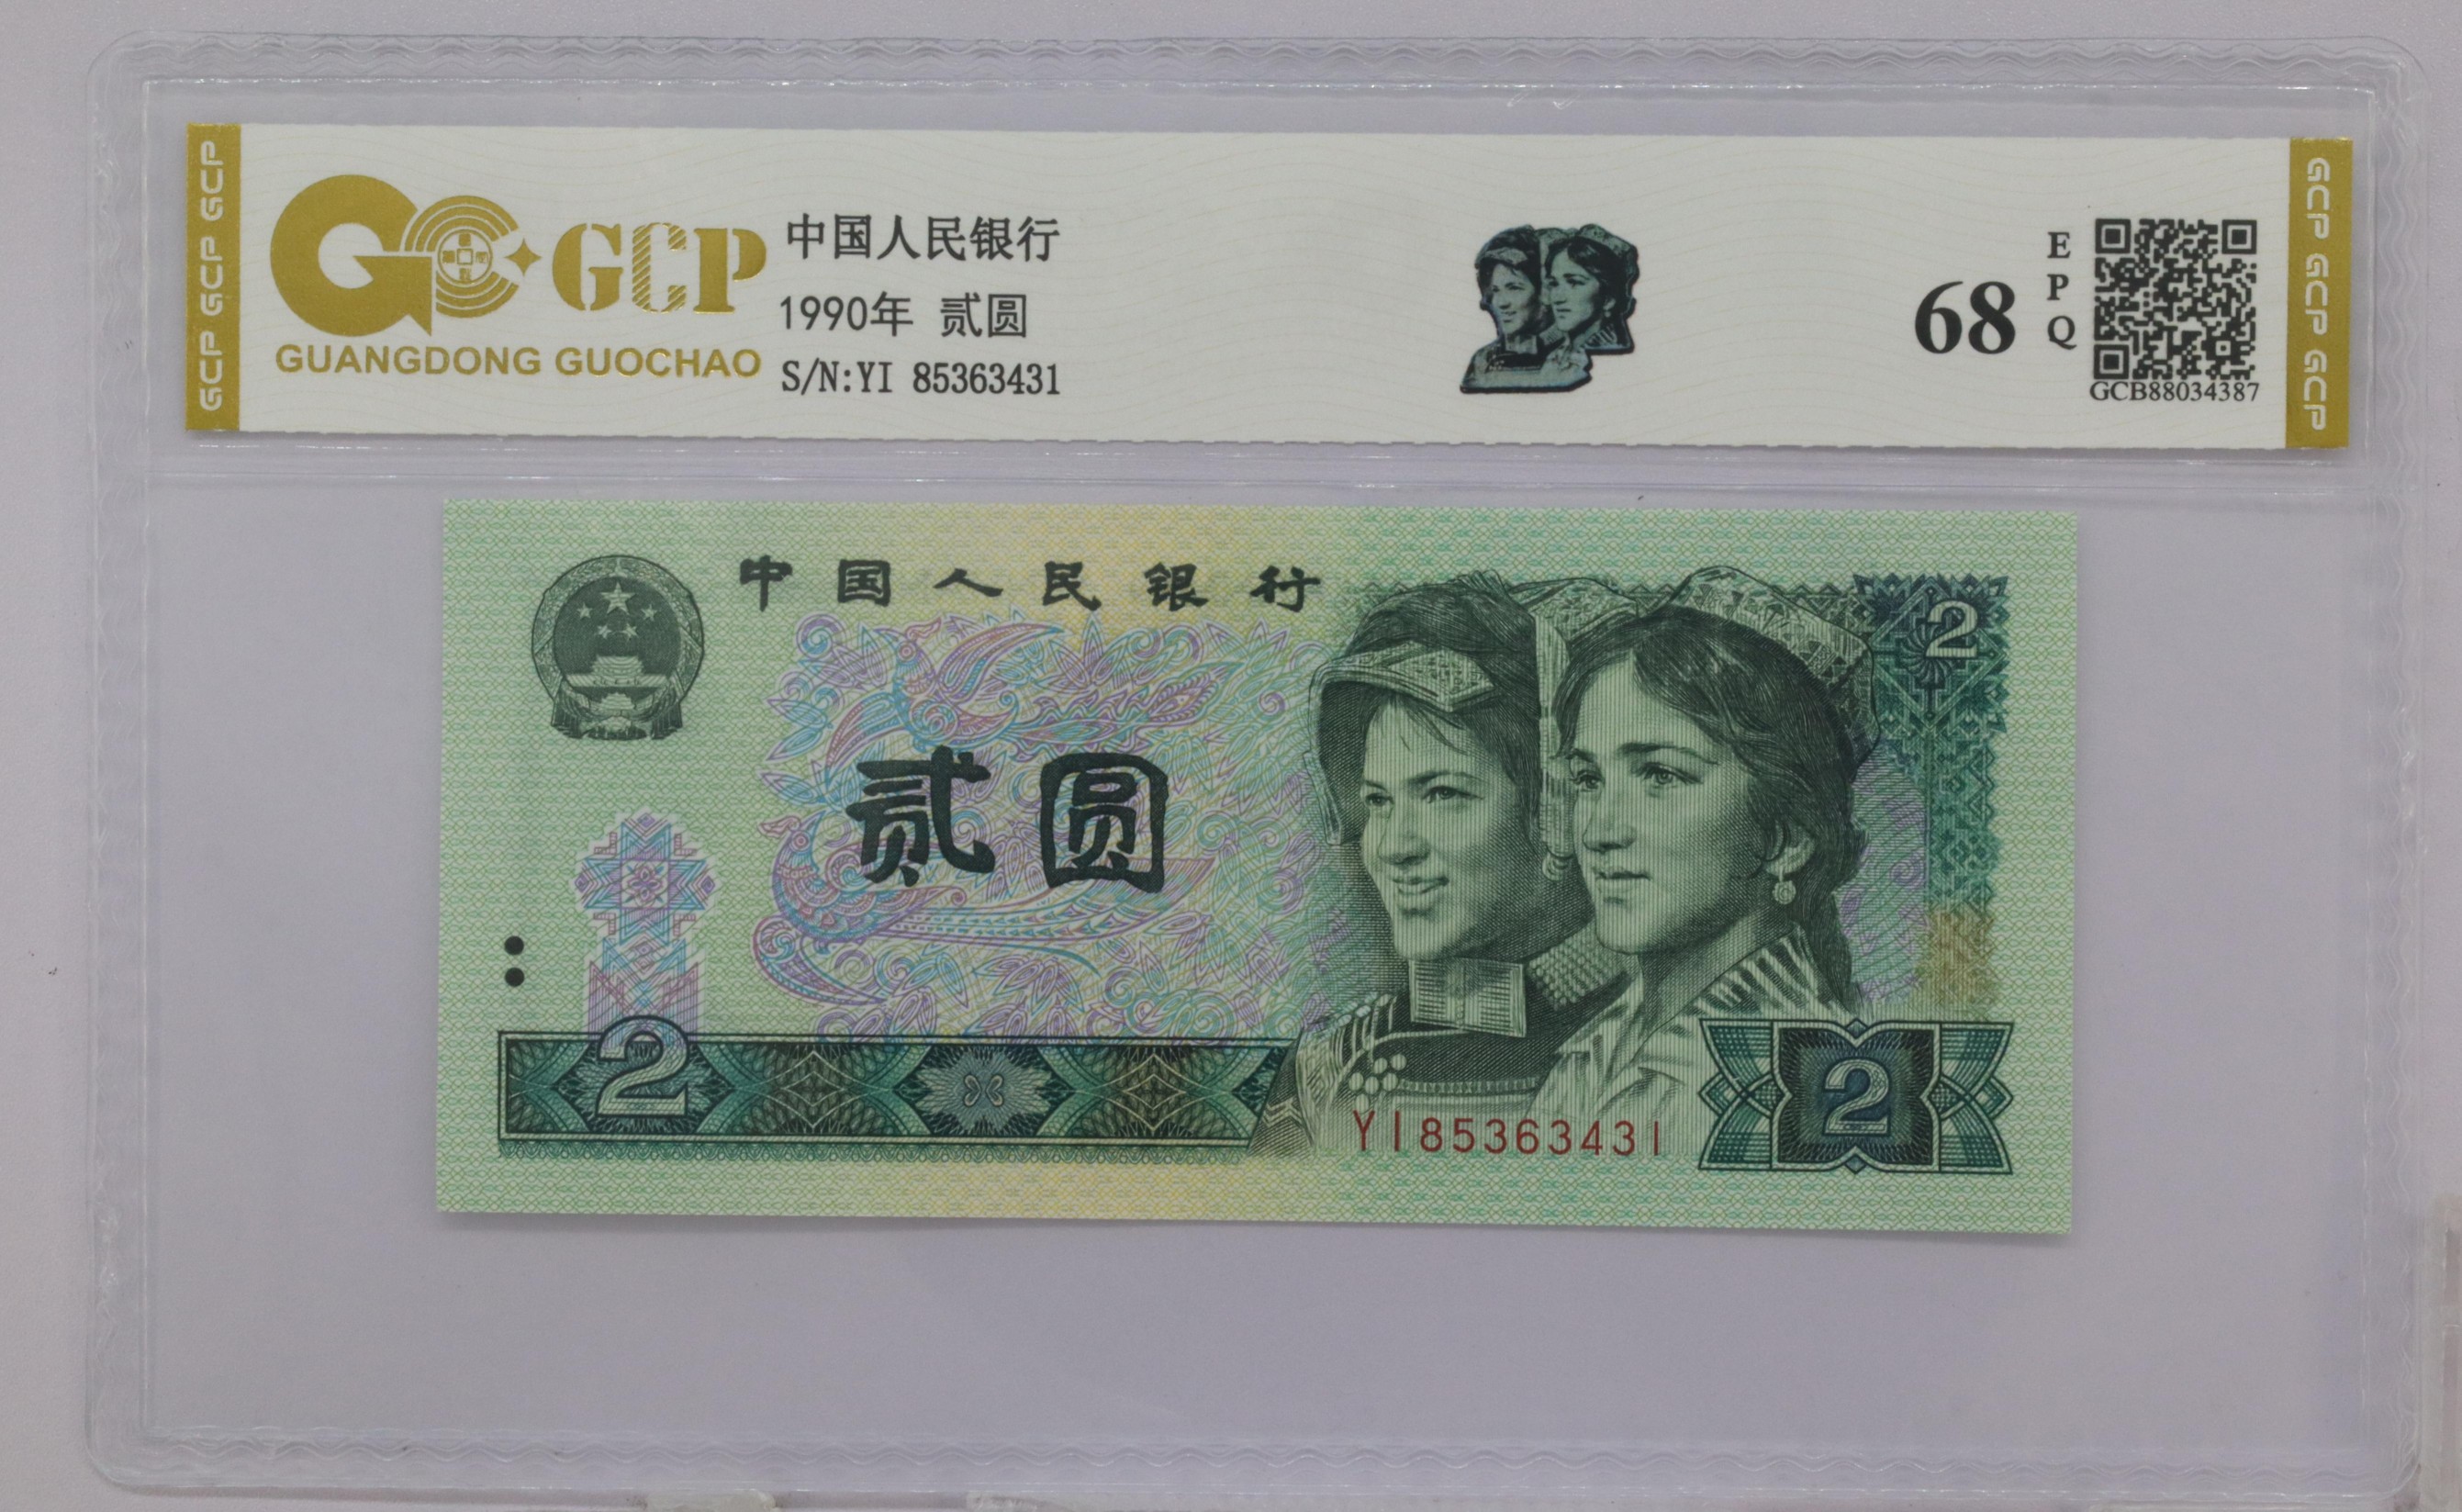 GCP GCP GCP
GCP
GUANGDONG GUOCHAO
中国人民银行
1990年 贰圆
S/N:YI 85363431
68
EPQ
GCB88034387
GCP GCP GCP
中国人民银行
2
贰圆
2
YI85363431
2